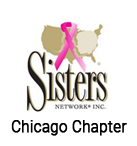 Sisters
NETWORK® INC.
Chicago Chapter